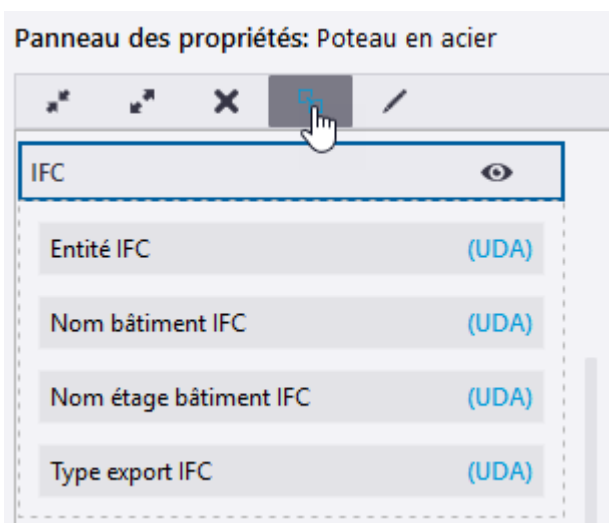 Panneau des propriétés: Poteau en acier
IFC
Entité IFC (UDA)
Nom bâtiment IFC (UDA)
Nom étage bâtiment IFC (UDA)
Type export IFC (UDA)